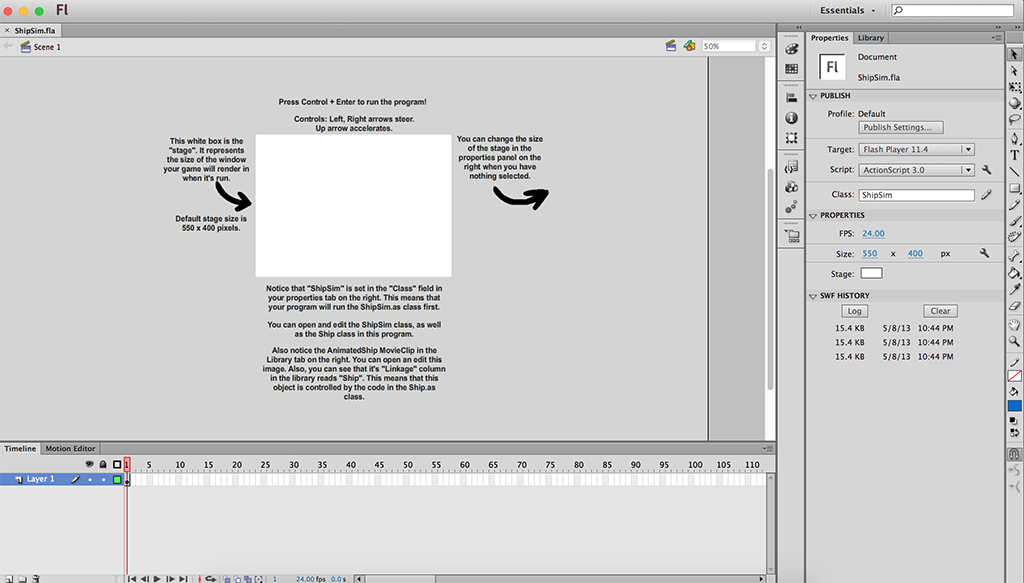 Fl
Essentials
× ShipSim.fla
Scene 1
50%
Press Control + Enter to run the program!
Controls: Left, Right arrows steer.
Up arrow accelerates.
This white box is the
"stage". It represents
the size of the window
your game will render in
when it's run.
Default stage size is
550 x 400 pixels.
You can change the size
of the stage in the
properties panel on the
right when you have
nothing selected.
Notice that "ShipSim" is set in the "Class" field in
your properties tab on the right. This means that
your program will run the ShipSim.as class first.
You can open and edit the ShipSim class, as well
as the Ship class in this program.
Also notice the AnimatedShip MovieClip in the
Library tab on the right. You can open an edit this
image. Also, you can see that it's "Linkage" column
in the library reads "Ship". This means that this
object is controlled by the code in the Ship.as
class.
Properties Library
Fl
Document
ShipSim.fla
PUBLISH
Profile: Default
Publish Settings...
Target: Flash Player 11.4
Script: ActionScript 3.0
Class: ShipSim
PROPERTIES
FPS: 24.00
Size: 550 x 400 px
Stage:
SWF HISTORY
Log Clear
15.4 KB 5/8/13 10:44 PM
15.4 KB 5/8/13 10:44 PM
15.4 KB 5/8/13 10:44 PM
T
Timeline Motion Editor
1 5 10 15 20 25 30 35 40 45 50 55 60 65 70 75 80 85 90 95 100 105 110
Layer 1
1 24.00 fps 0.0 s